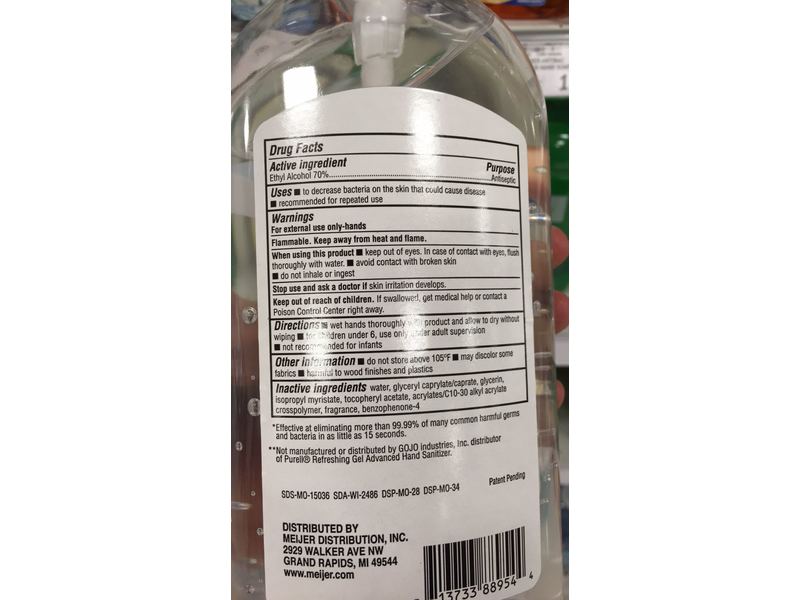 Drug Facts
Active ingredient
Purpose
Ethyl Alcohol 70%..........Antiseptic
Uses ■ to decrease bacteria on the skin that could cause disease
■ recommended for repeated use
Warnings
For external use only-hands
Flammable. Keep away from heat and flame.
When using this product ■ keep out of eyes. In case of contact with eyes, flush
thoroughly with water. ■ avoid contact with broken skin
■ do not inhale or ingest
Stop use and ask a doctor if skin irritation develops.
Keep out of reach of children. If swallowed, get medical help or contact a
Poison Control Center right away.
Directions ■ wet hands thoroughly with product and allow to dry without
wiping ■ for children under 6, use only under adult supervision
■ not recommended for infants
Other information ■ do not store above 105°F ■ may discolor some
fabrics ■ harmful to wood finishes and plastics
Inactive ingredients water, glyceryl caprylate/caprate, glycerin,
isopropyl myristate, tocopheryl acetate, acrylates/C10-30 alkyl acrylate
crosspolymer, fragrance, benzophenone-4
*Effective at eliminating more than 99.99% of many common harmful germs
and bacteria in as little as 15 seconds.
**Not manufactured or distributed by GOJO industries, Inc. distributor
of Purell® Refreshing Gel Advanced Hand Sanitizer.
SDS-MO-15036 SDA-WI-2486 DSP-MO-28 DSP-MO-34
Patent Pending
DISTRIBUTED BY
MEIJER DISTRIBUTION, INC.
2929 WALKER AVE NW
GRAND RAPIDS, MI 49544
www.meijer.com
13733 88954 4
1